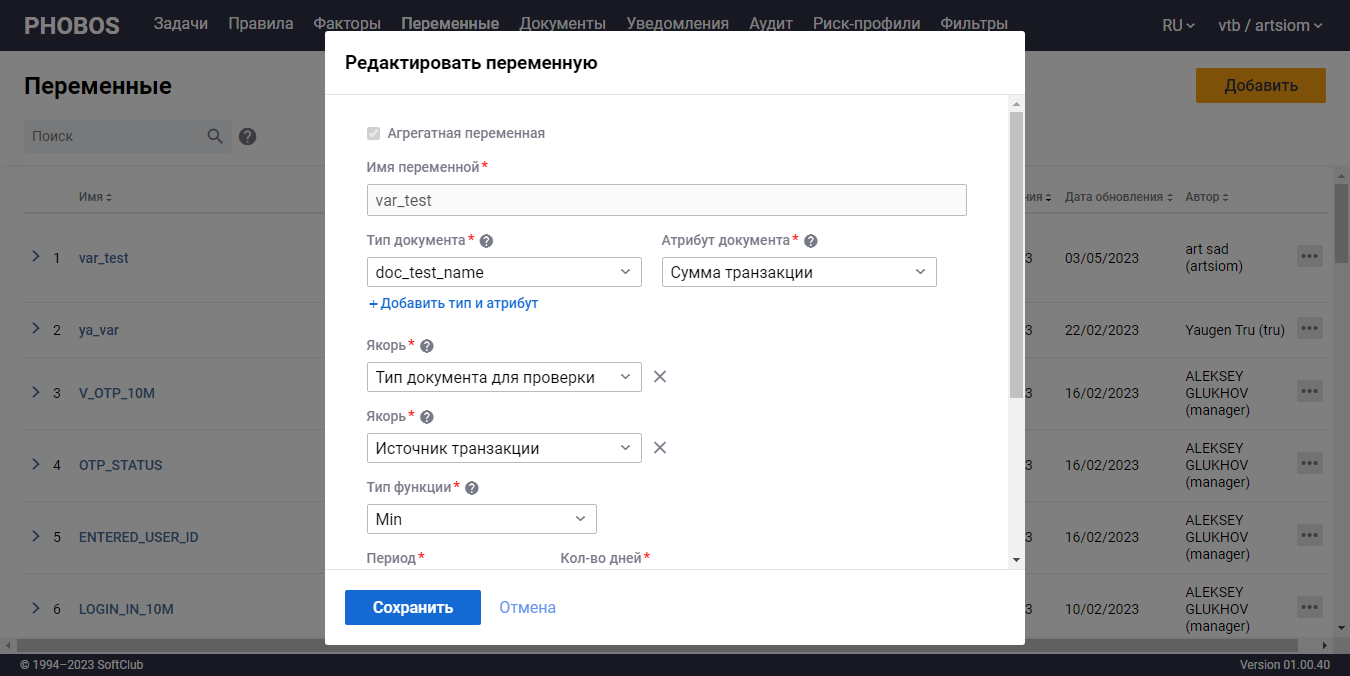 PHOBOS Задачи Правила Факторы Переменные Документы Уведомления Аудит Риск-профили Фильтры RU vtb / artsiom
Редактировать переменную
Переменные
Добавить
Поиск
?
Агрегатная переменная
Имя переменной*
var_test
Имя
ния Дата обновления Автор
Тип документа* ? Атрибут документа* ?
doc_test_name Сумма транзакции
+ Добавить тип и атрибут
Якорь* ?
Тип документа для проверки
Якорь* ?
Источник транзакции
Тип функции* ?
Min
Период* Кол-во дней*
Сохранить Отмена
1 var_test 3 03/05/2023 art sad
(artsiom)
2 ya_var 3 22/02/2023 Yaugen Tru (tru)
3 V_OTP_10M 3 16/02/2023 ALEKSEY
GLUKHOV
(manager)
4 OTP_STATUS 3 16/02/2023 ALEKSEY
GLUKHOV
(manager)
5 ENTERED_USER_ID 3 16/02/2023 ALEKSEY
GLUKHOV
(manager)
6 LOGIN_IN_10M 3 10/02/2023 ALEKSEY
GLUKHOV
(manager)
© 1994–2023 SoftClub Version 01.00.40